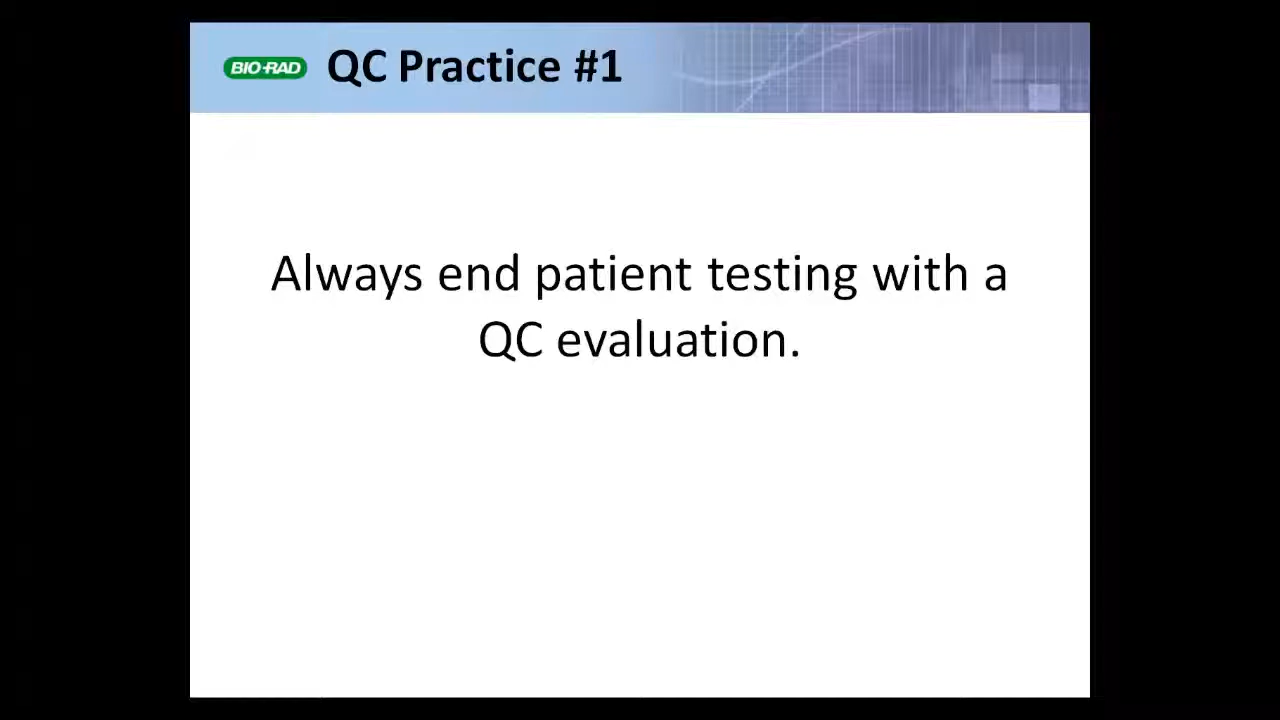 BIO-RAD QC Practice #1
Always end patient testing with a
QC evaluation.